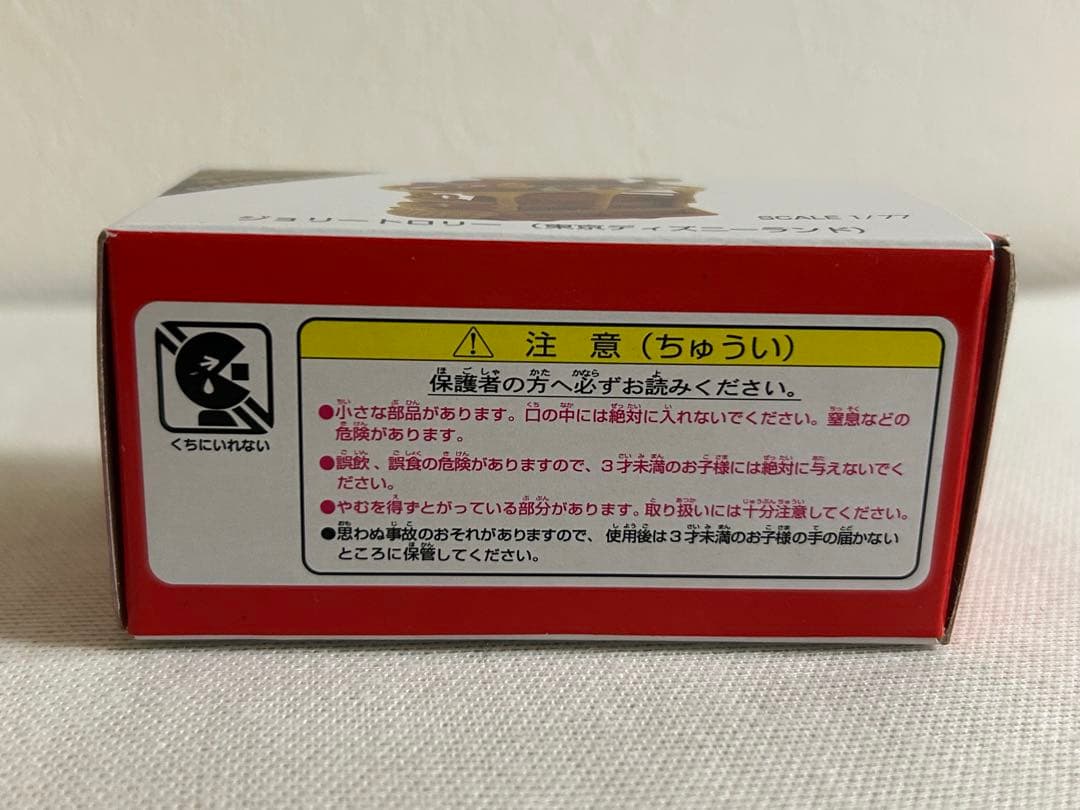 ジョリートロリー (東京ディズニーランド)
SCALE 1/77
くちにいれない
注 意 (ちゅうい)
保護者の方へ必ずお読みください。
●小さな部品があります。口の中には絶対に入れないでください。窒息などの
危険があります。
●誤飲、誤食の危険がありますので、3才未満のお子様には絶対に与えないでく
ださい。
●やむを得ずとがっている部分があります。取り扱いには十分注意してください。
●思わぬ事故のおそれがありますので、使用後は3才未満のお子様の手の届かない
ところに保管してください。